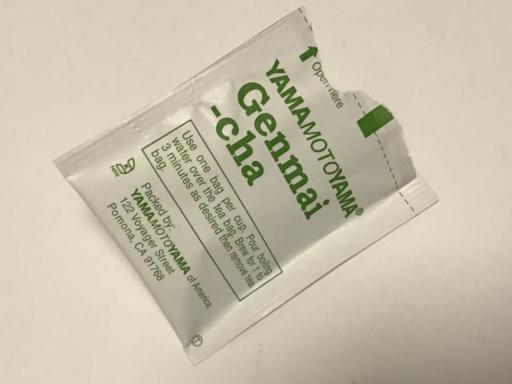 Open Here
YAMAMOTOYAMA®
Genmai
-cha
Use one bag per cup. Pour boiling
water over the tea bag. Brew for 1 to
3 minutes as desired then remove tea
bag.
Packed by:
YAMAMOTOYAMA of America
122 Voyager Street
Pomona, CA 91768